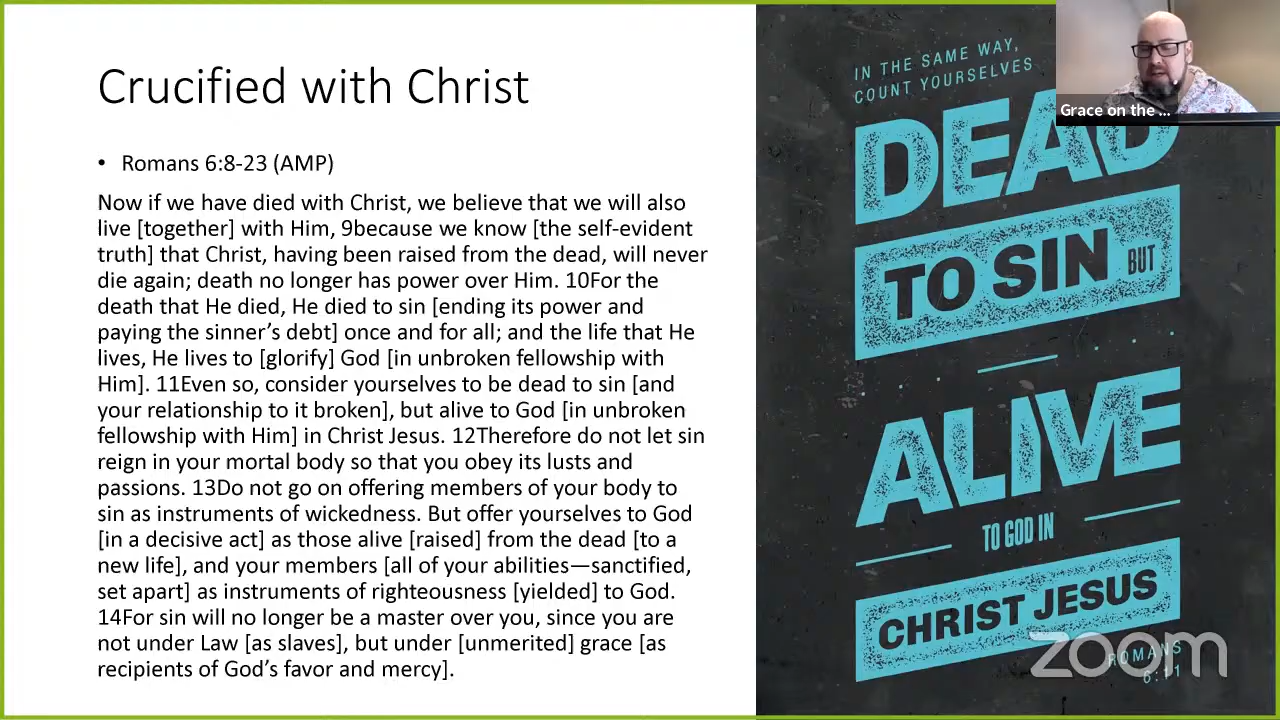 Crucified with Christ
• Romans 6:8-23 (AMP)
Now if we have died with Christ, we believe that we will also
live [together] with Him, 9because we know [the self-evident
truth] that Christ, having been raised from the dead, will never
die again; death no longer has power over Him. 10For the
death that He died, He died to sin [ending its power and
paying the sinner’s debt] once and for all; and the life that He
lives, He lives to [glorify] God [in unbroken fellowship with
Him]. 11Even so, consider yourselves to be dead to sin [and
your relationship to it broken], but alive to God [in unbroken
fellowship with Him] in Christ Jesus. 12Therefore do not let sin
reign in your mortal body so that you obey its lusts and
passions. 13Do not go on offering members of your body to
sin as instruments of wickedness. But offer yourselves to God
[in a decisive act] as those alive [raised] from the dead [to a
new life], and your members [all of your abilities—sanctified,
set apart] as instruments of righteousness [yielded] to God.
14For sin will no longer be a master over you, since you are
not under Law [as slaves], but under [unmerited] grace [as
recipients of God’s favor and mercy].
IN THE SAME WAY,
COUNT YOURSELVES
DEAD
TO SIN BUT
ALIVE
TO GOD IN
CHRIST JESUS
ROMANS
6:11
Grace on the ...
zoom